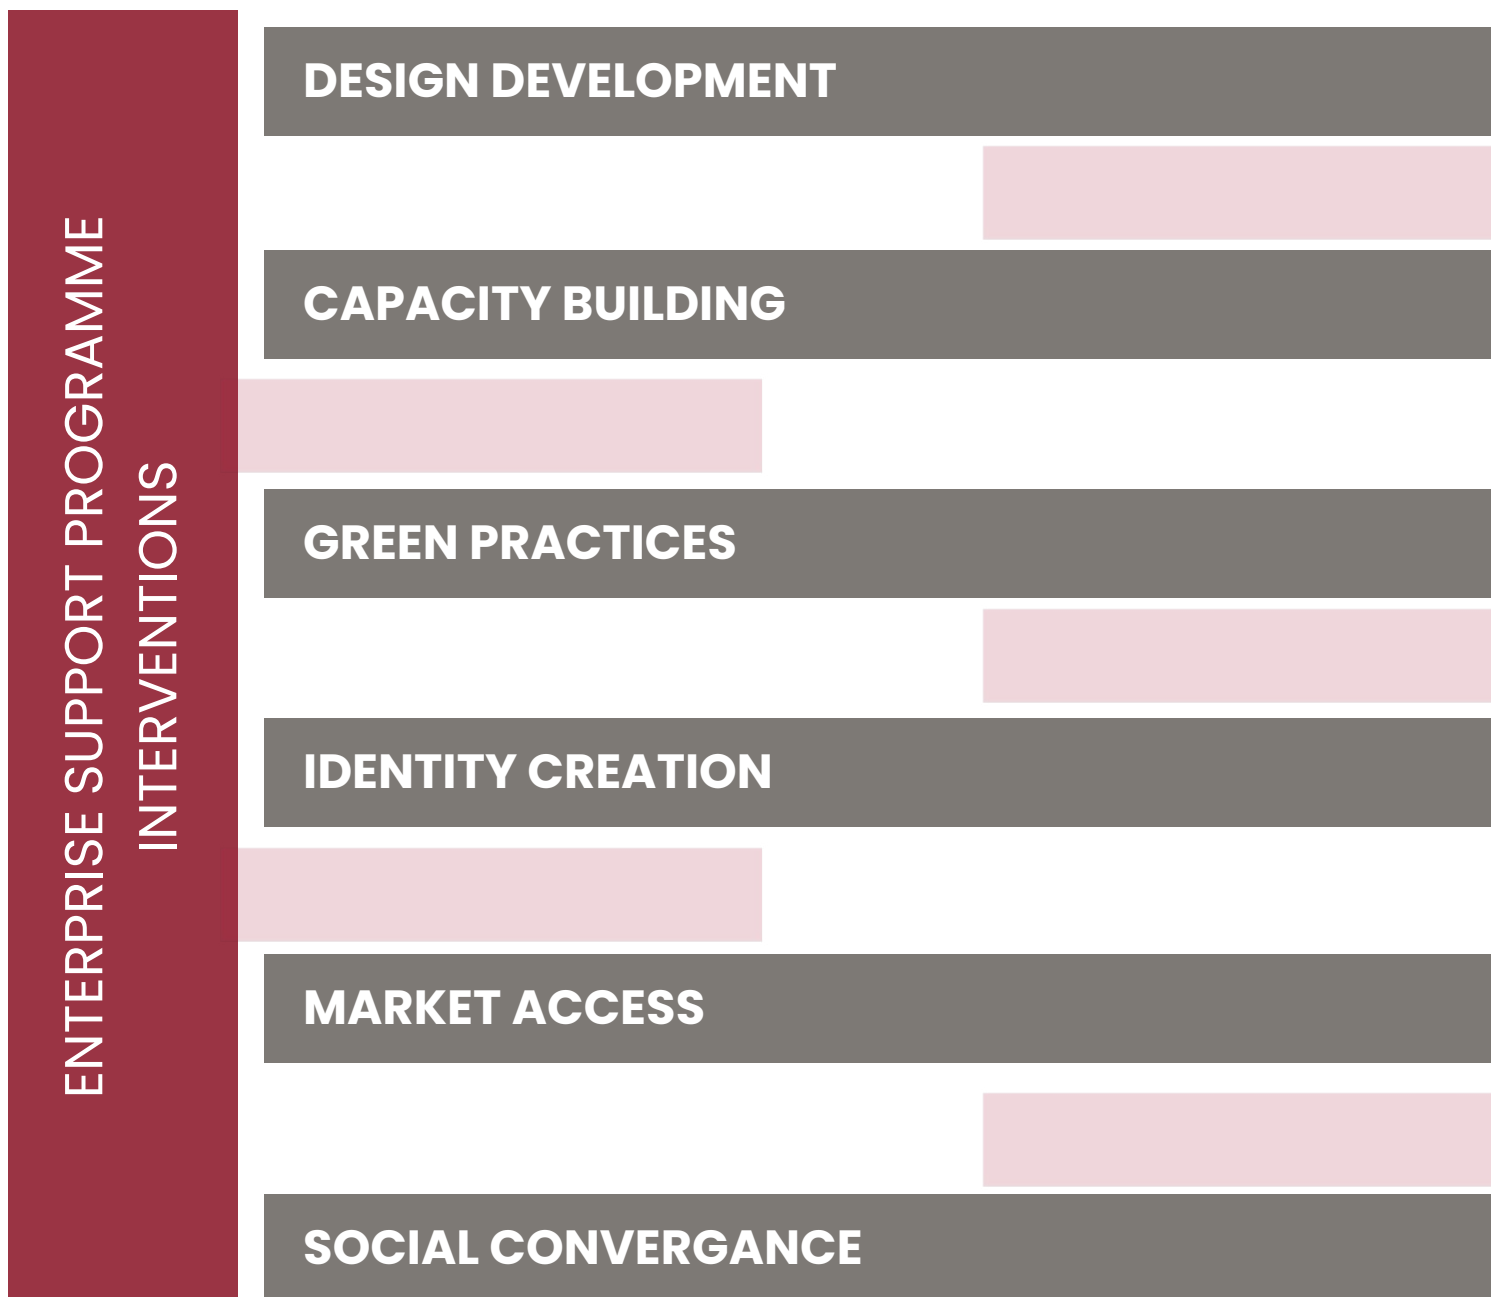 ENTERPRISE SUPPORT PROGRAMME
INTERVENTIONS
DESIGN DEVELOPMENT
CAPACITY BUILDING
GREEN PRACTICES
IDENTITY CREATION
MARKET ACCESS
SOCIAL CONVERGANCE